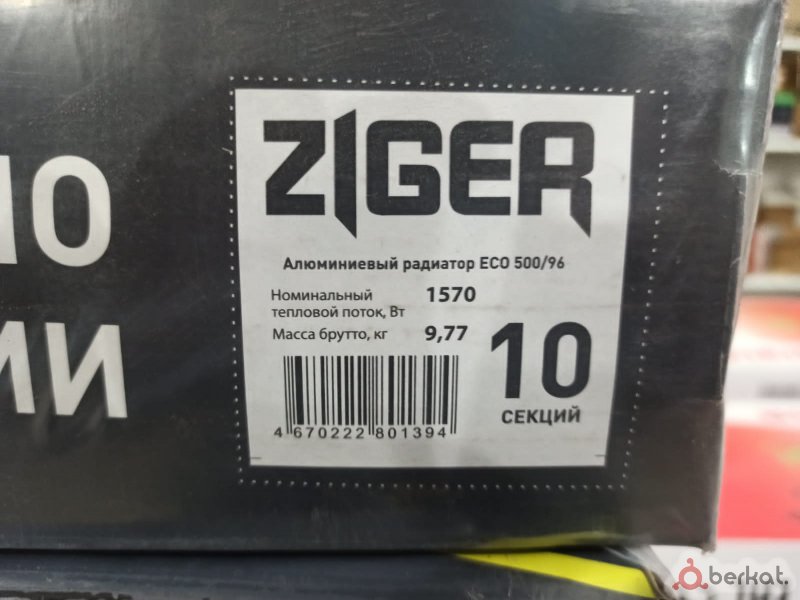 ZIGER
Алюминиевый радиатор ECO 500/96
Номинальный
тепловой поток, Вт 1570
Масса брутто, кг 9,77
10
СЕКЦИЙ
4 670222 801394
berkat.